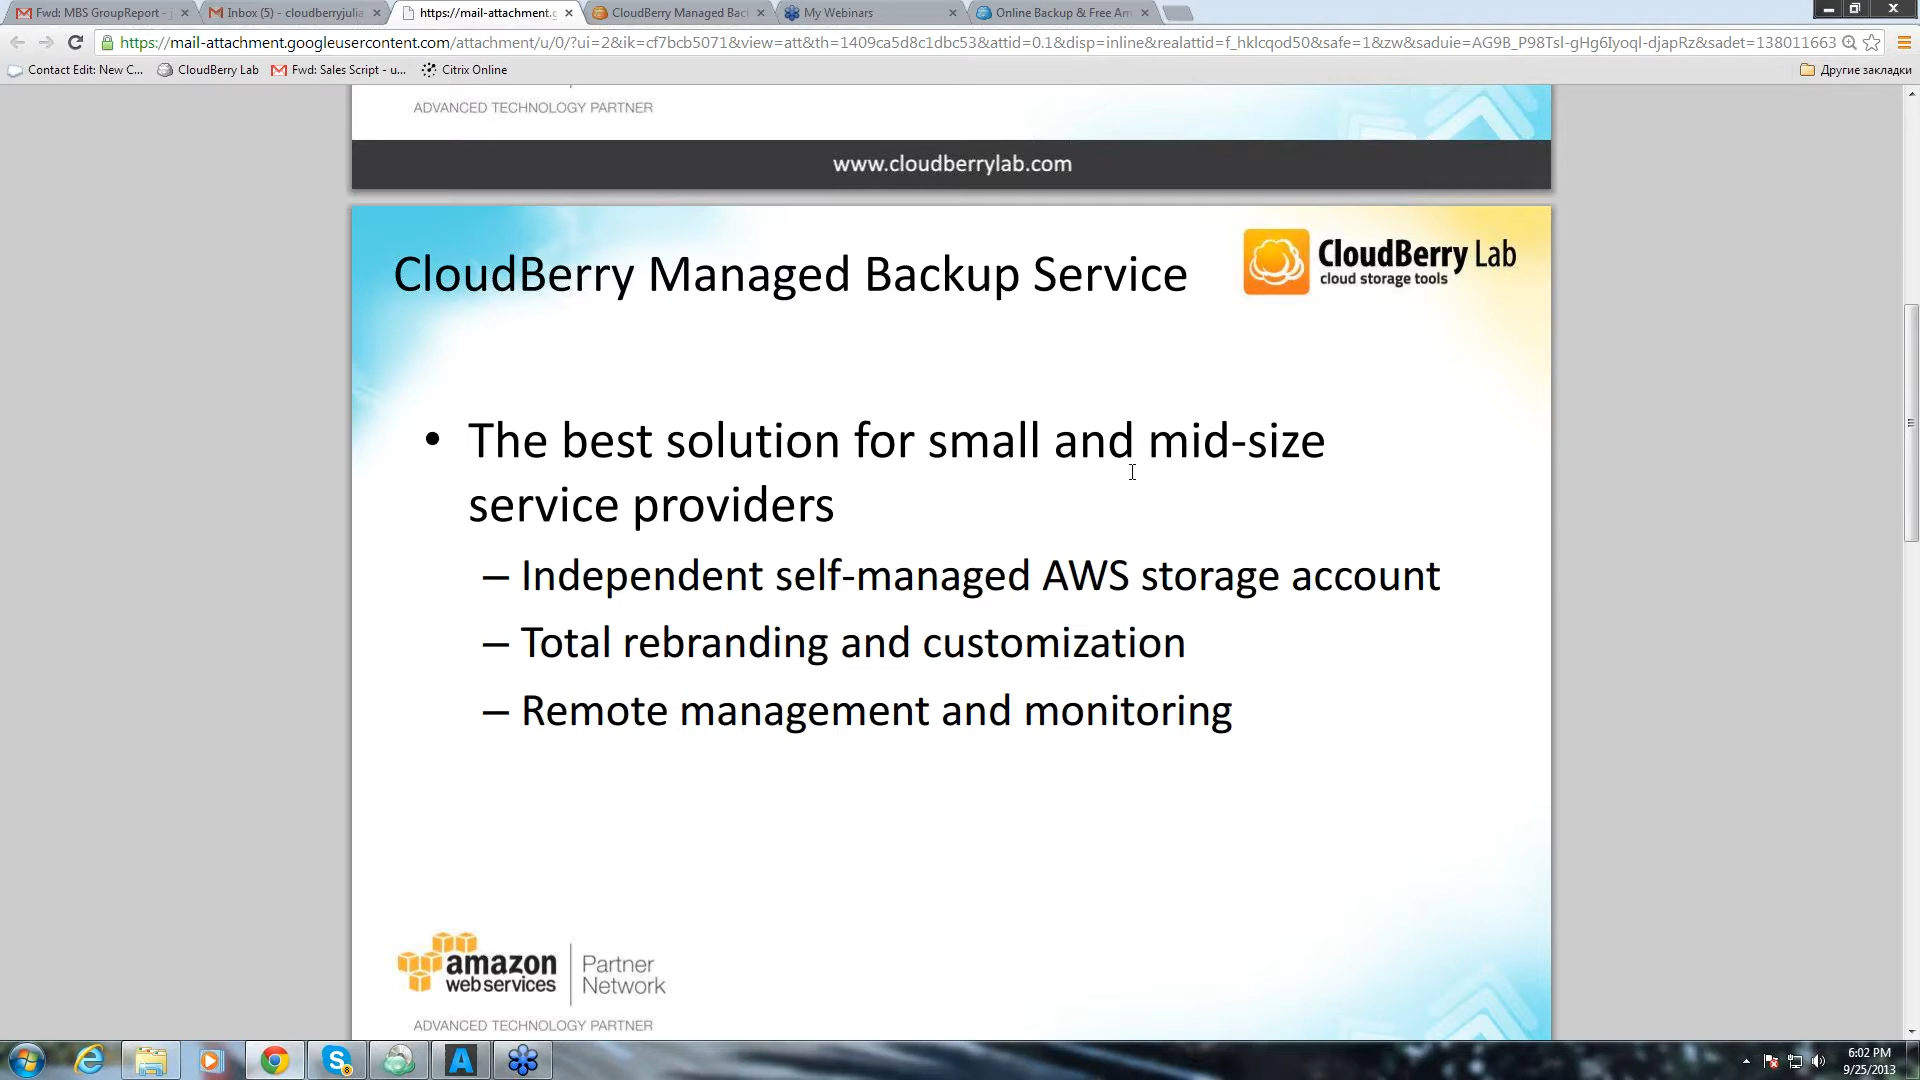 Fwd: MBS GroupReport - j
Inbox (5) - cloudberryjulia
https://mail-attachment.g
CloudBerry Managed Bac
My Webinars
Online Backup & Free Am
https://mail-attachment.googleusercontent.com/attachment/u/0/?ui=2&ik=cf7bcb5071&view=att&th=1409ca5d8c1dbc53&attid=0.1&disp=inline&realattid=f_hklcqod50&safe=1&zw&saduie=AG9B_P98Tsl-gHg6Iyoql-djapRz&sadet=138011663
Contact Edit: New C...
CloudBerry Lab
Fwd: Sales Script - u...
Citrix Online
Другие закладки
ADVANCED TECHNOLOGY PARTNER
www.cloudberrylab.com
CloudBerry Managed Backup Service
CloudBerry Lab
cloud storage tools
• The best solution for small and mid-size
service providers
– Independent self-managed AWS storage account
– Total rebranding and customization
– Remote management and monitoring
amazon
web services
Partner
Network
ADVANCED TECHNOLOGY PARTNER
6:02 PM
9/25/2013